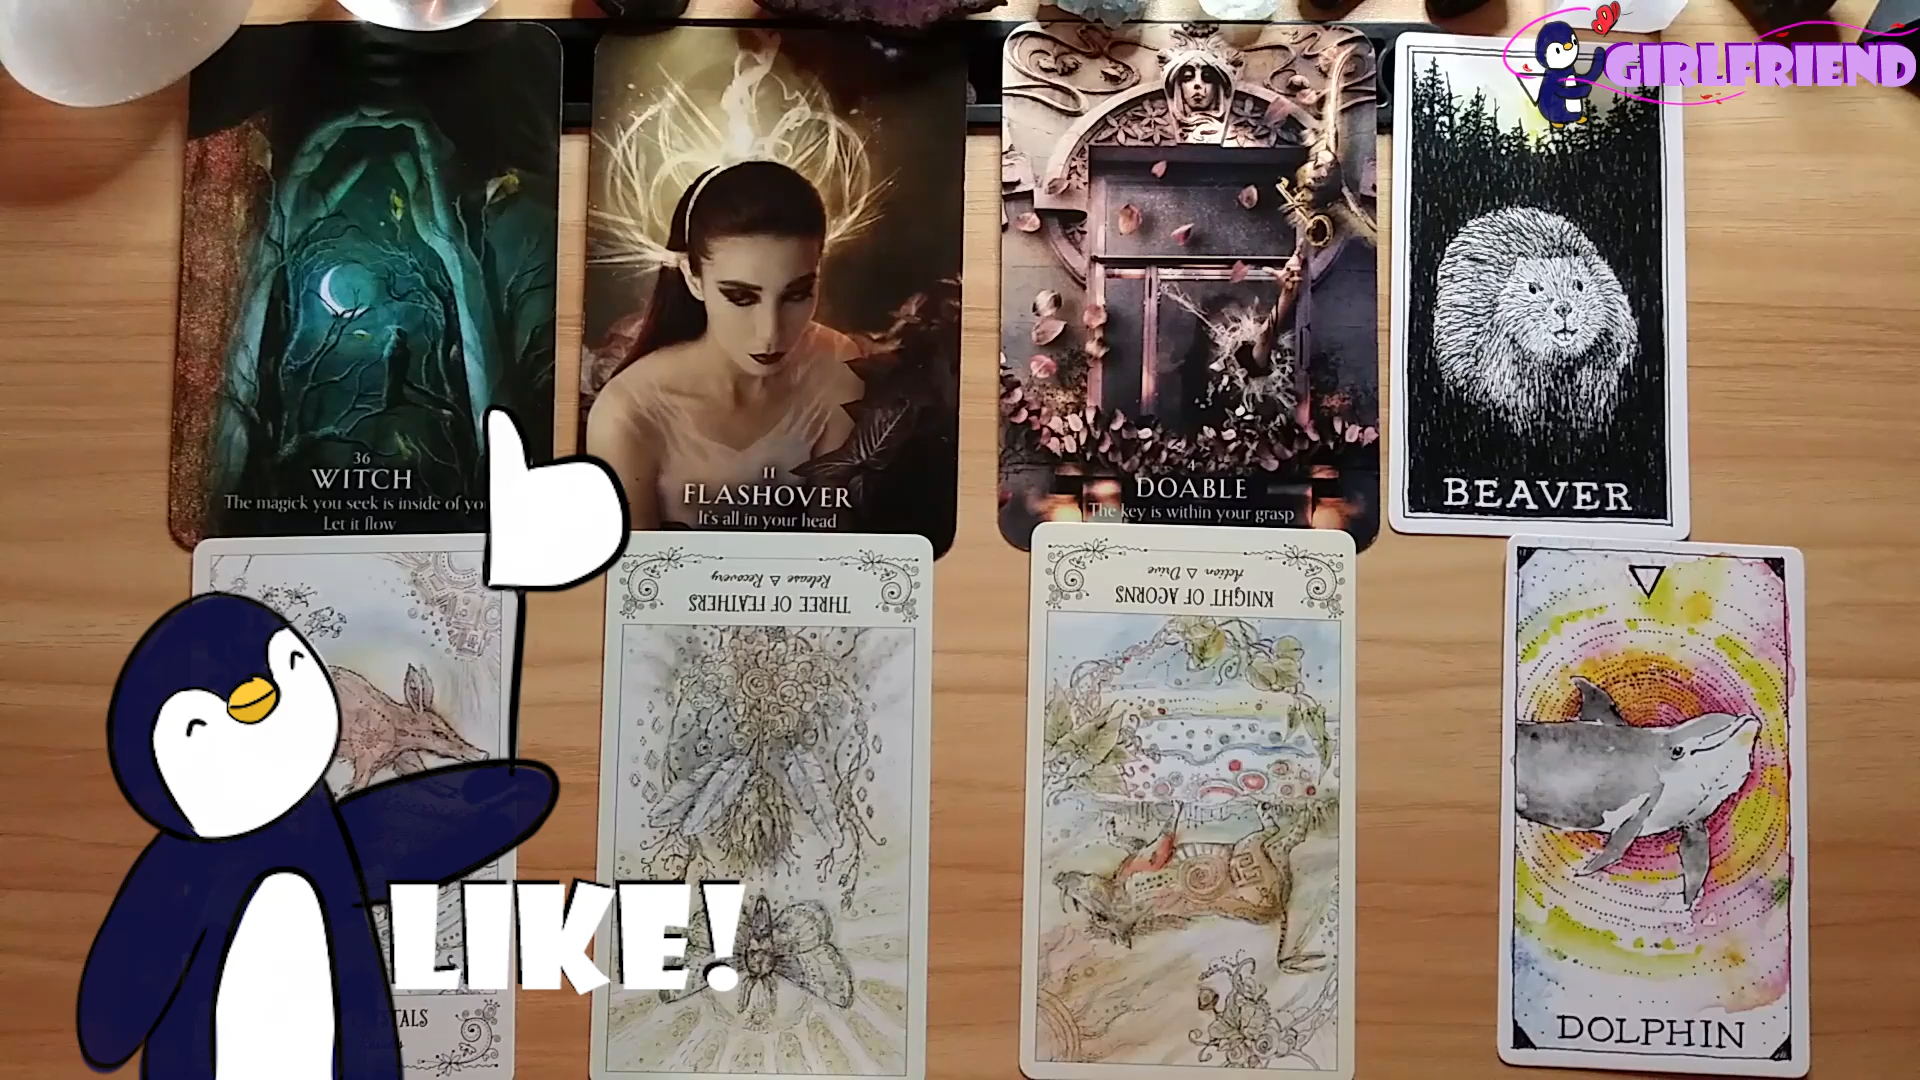 GIRLFRIEND
36
WITCH
The magick you seek is inside of you
Let it flow
11
FLASHOVER
It's all in your head
4
DOABLE
The key is within your grasp
BEAVER
THREE OF FEATHERS
Release & Recovery
KNIGHT OF ACORNS
Action & Drive
LIKE!
DOLPHIN